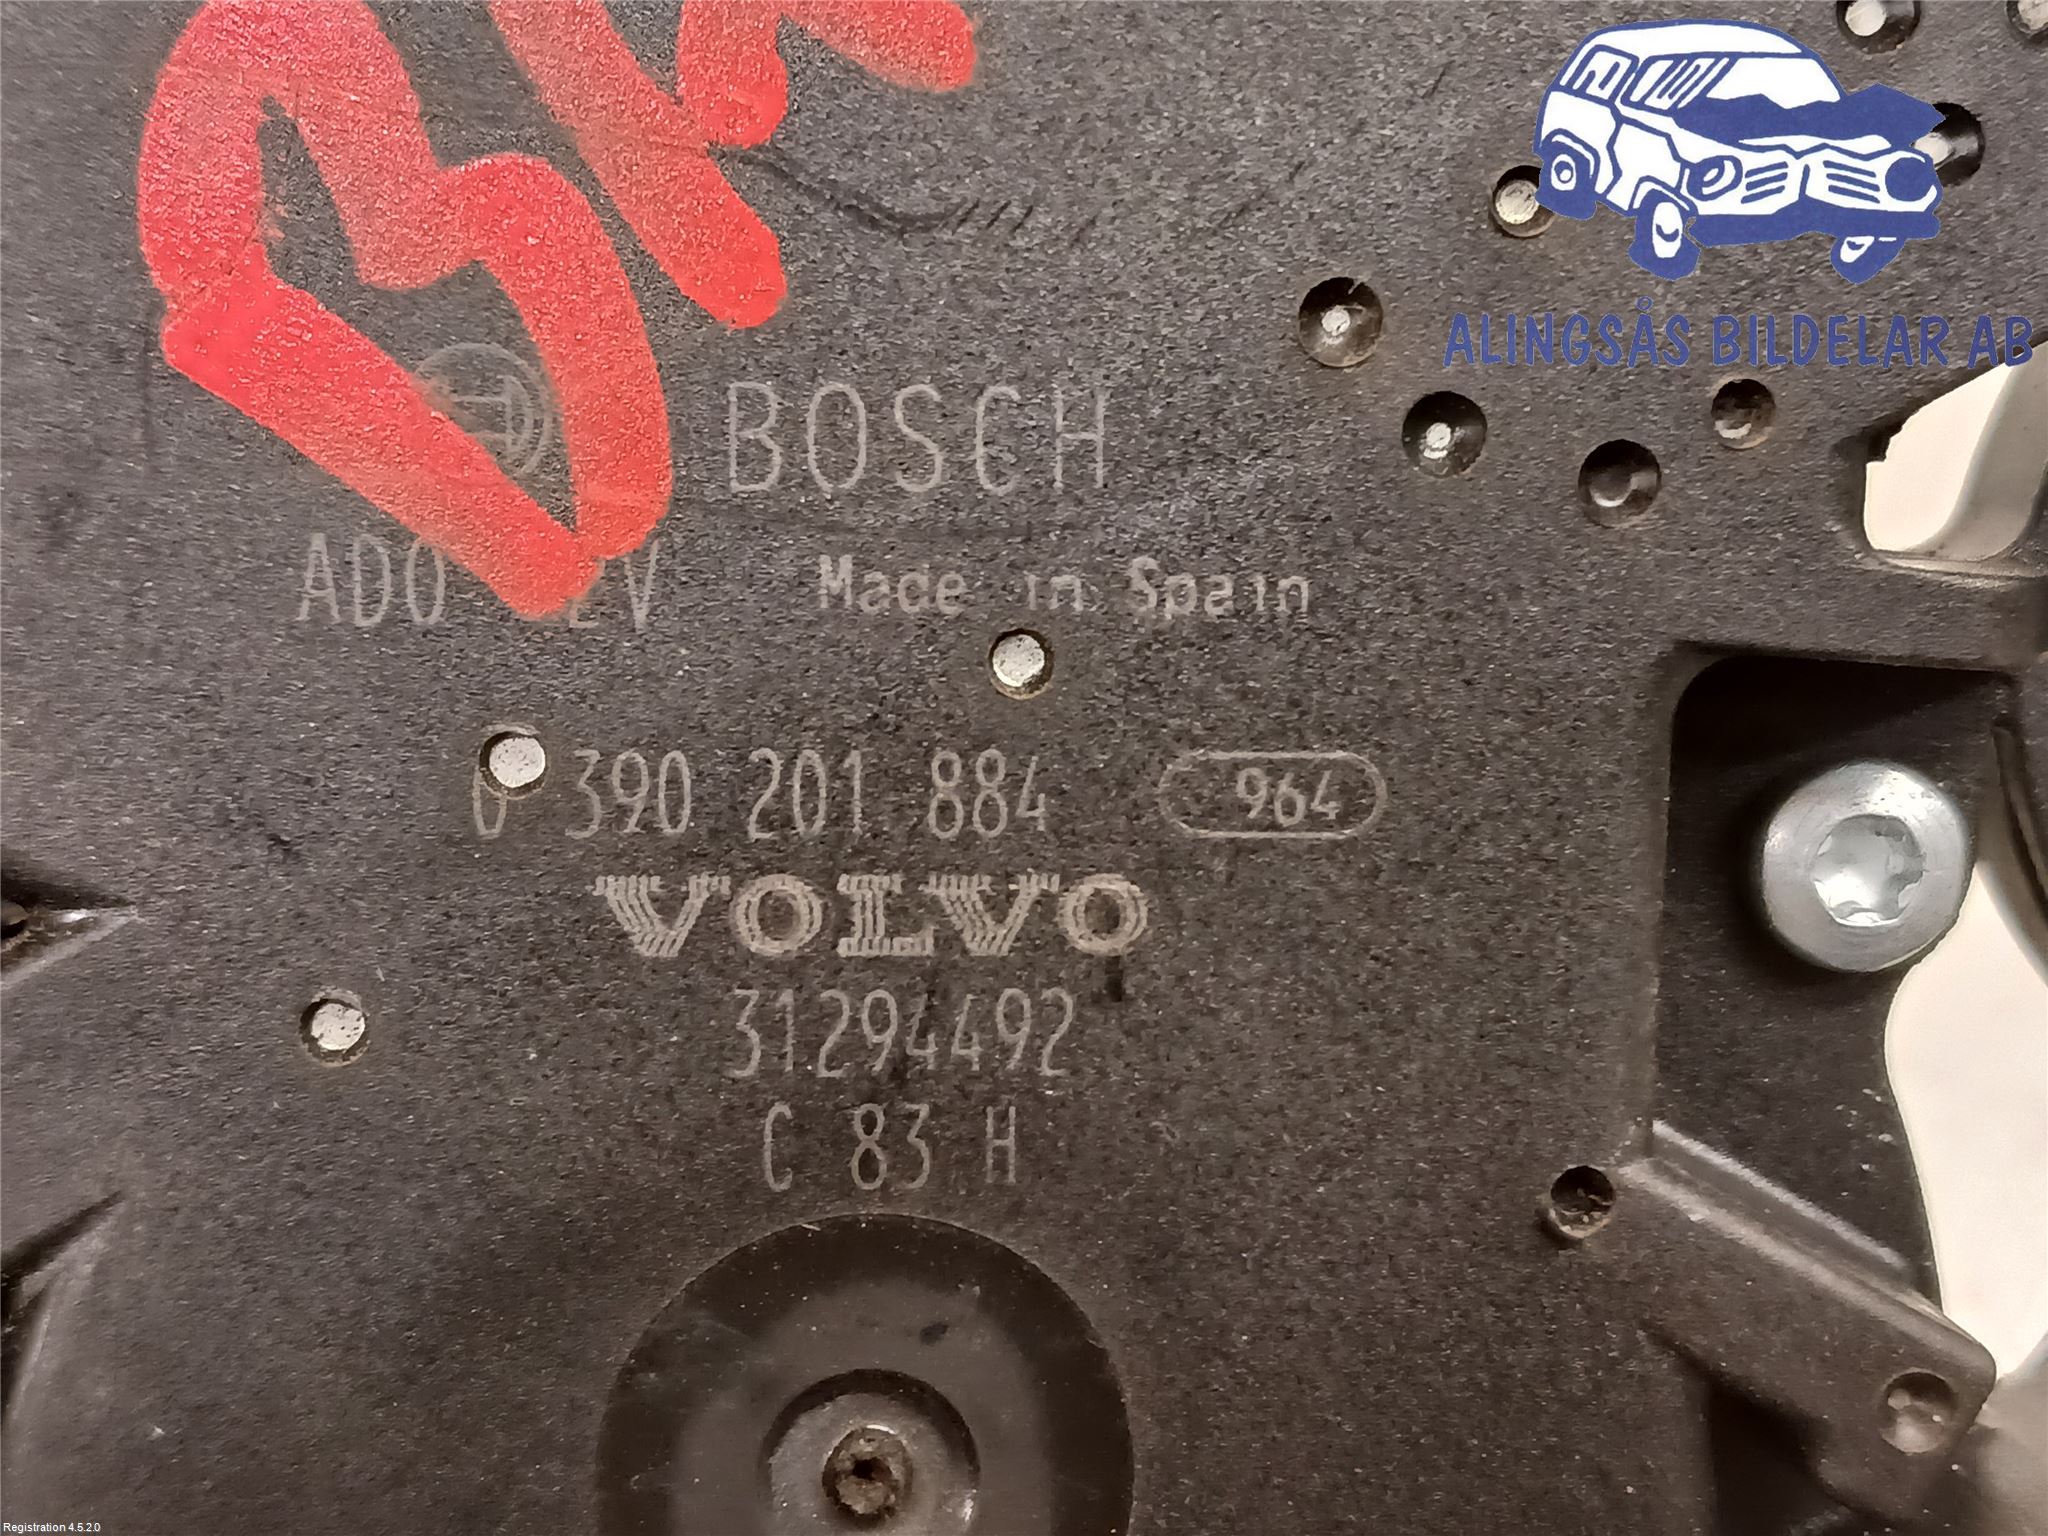 ALINGSÅS BILDELAR AB
BOSCH
ADO
Made in Spain
0 390 201 884 964
VOLVO
31294492
C 83 H
Registration 4.5.2.0